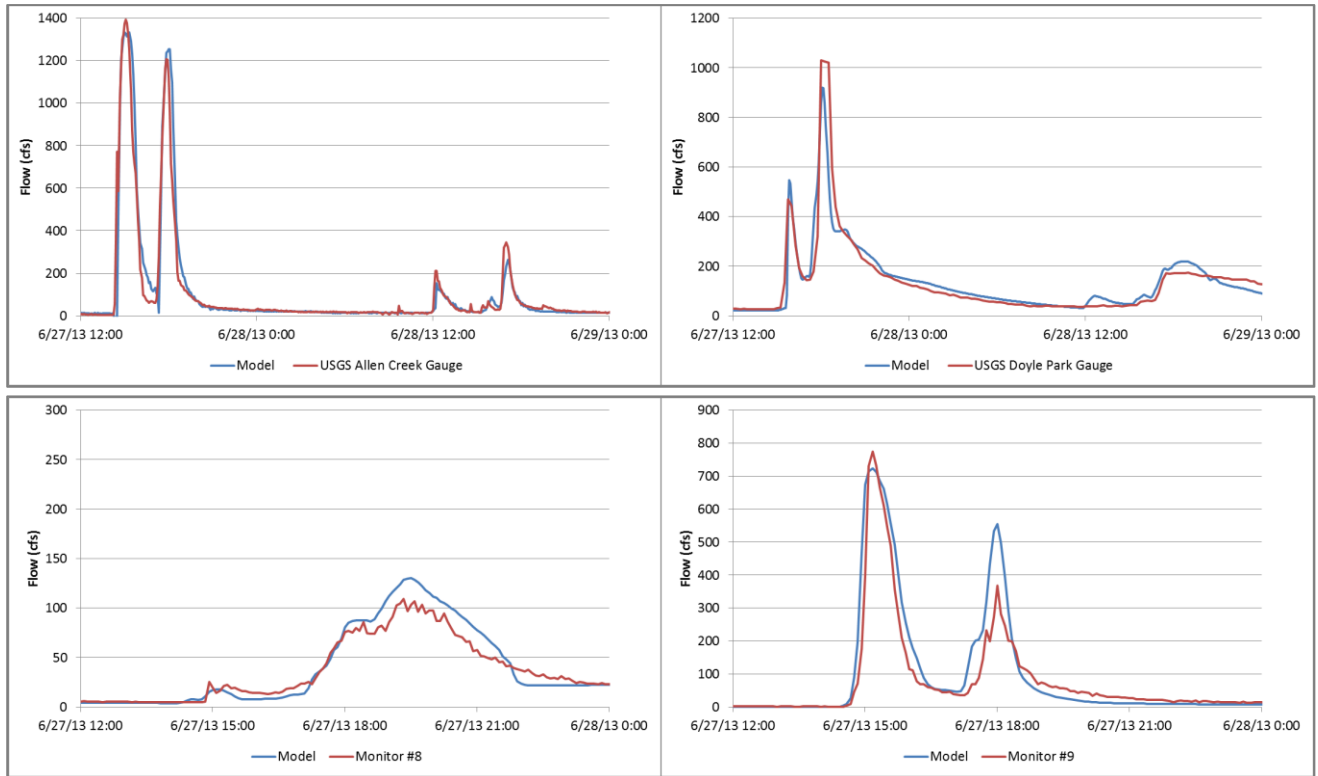 1400
1200
1000
800
600
400
200
0
Flow (cfs)
6/27/13 12:00 6/28/13 0:00 6/28/13 12:00 6/29/13 0:00
Model USGS Allen Creek Gauge
1200
1000
800
600
400
200
0
Flow (cfs)
6/27/13 12:00 6/28/13 0:00 6/28/13 12:00 6/29/13 0:00
Model USGS Doyle Park Gauge
300
250
200
150
100
50
0
Flow (cfs)
6/27/13 12:00 6/27/13 15:00 6/27/13 18:00 6/27/13 21:00 6/28/13 0:00
Model Monitor #8
900
800
700
600
500
400
300
200
100
0
Flow (cfs)
6/27/13 12:00 6/27/13 15:00 6/27/13 18:00 6/27/13 21:00 6/28/13 0:00
Model Monitor #9